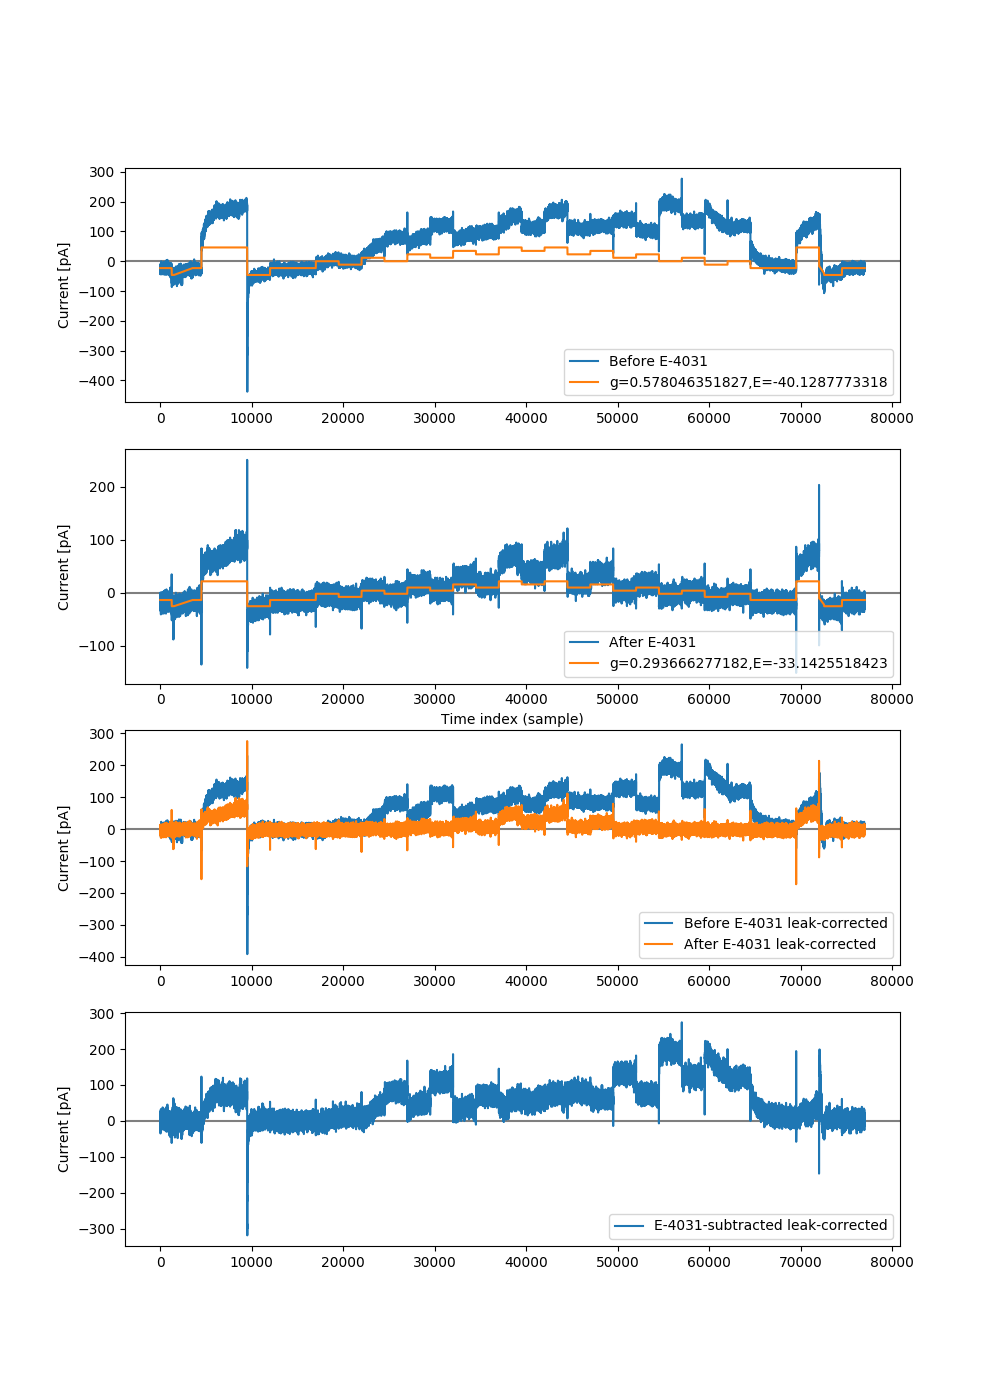 300
200
100
0
−100
−200
−300
−400
Current [pA]
Before E-4031
g=0.578046351827,E=-40.1287773318
0 10000 20000 30000 40000 50000 60000 70000 80000
200
100
0
−100
Current [pA]
After E-4031
g=0.293666277182,E=-33.1425518423
0 10000 20000 30000 40000 50000 60000 70000 80000
Time index (sample)
300
200
100
0
−100
−200
−300
−400
Current [pA]
Before E-4031 leak-corrected
After E-4031 leak-corrected
0 10000 20000 30000 40000 50000 60000 70000 80000
300
200
100
0
−100
−200
−300
Current [pA]
E-4031-subtracted leak-corrected
0 10000 20000 30000 40000 50000 60000 70000 80000